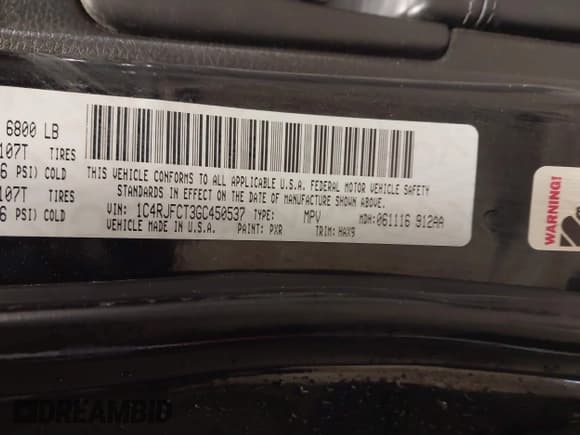 6800 LB
107T TIRES
6 PSI) COLD
107T TIRES
6 PSI) COLD
THIS VEHICLE CONFORMS TO ALL APPLICABLE U.S.A. FEDERAL MOTOR VEHICLE SAFETY
STANDARDS IN EFFECT ON THE DATE OF MANUFACTURE SHOWN ABOVE.
VIN: 1C4RJFCT3GC450537 TYPE: MPV MDH: 061116 912AA
VEHICLE MADE IN U.S.A. PAINT: PXR TRIM: HAX9
WARNING!
DREAMBID